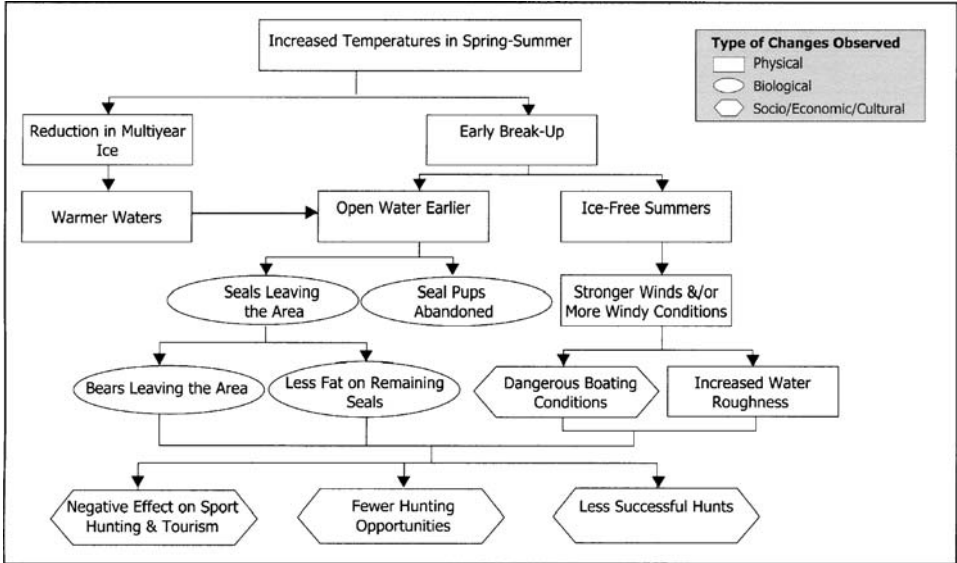 Increased Temperatures in Spring-Summer
Type of Changes Observed
Physical
Biological
Socio/Economic/Cultural
Reduction in Multiyear
Ice
Early Break-Up
Warmer Waters
Open Water Earlier
Ice-Free Summers
Seals Leaving
the Area
Seal Pups
Abandoned
Stronger Winds &/or
More Windy Conditions
Bears Leaving the Area
Less Fat on Remaining
Seals
Dangerous Boating
Conditions
Increased Water
Roughness
Negative Effect on Sport
Hunting & Tourism
Fewer Hunting
Opportunities
Less Successful Hunts